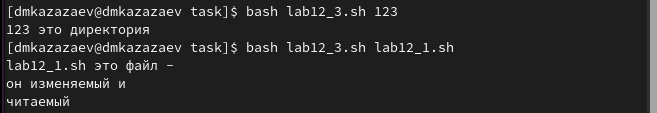 [dmkazazaev@dmkazazaev task]$ bash lab12_3.sh 123
123 это директория
[dmkazazaev@dmkazazaev task]$ bash lab12_3.sh lab12_1.sh
lab12_1.sh это файл –
он изменяемый и
читаемый